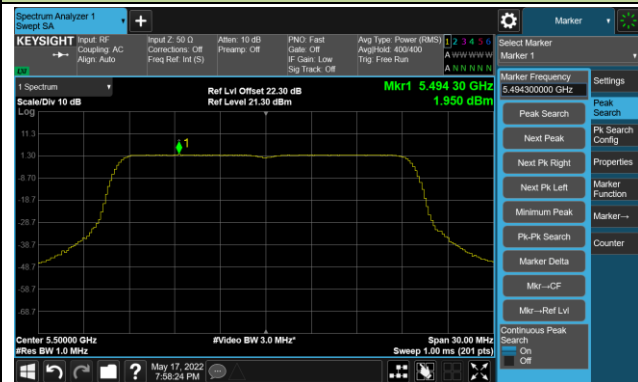 Spectrum Analyzer 1
Swept SA
Marker
KEYSIGHT
Input: RF
Coupling: AC
Align: Auto
Input Z: 50 Ω
Corrections: Off
Freq Ref: Int (S)
Atten: 10 dB
Preamp: Off
PNO: Fast
Gate: Off
IF Gain: Low
Sig Track: Off
Avg Type: Power (RMS)
Avg|Hold: 400/400
Trig: Free Run
1 2 3 4 5 6
A W W W W W
A N N N N N
LXI
Select Marker
Marker 1
1 Spectrum
Scale/Div 10 dB
Ref Lvl Offset 22.30 dB
Ref Level 21.30 dBm
Mkr1 5.494 30 GHz
1.950 dBm
Log
11.3
1.30
-8.70
-18.7
-28.7
-38.7
-48.7
-58.7
-68.7
1
Center 5.50000 GHz
#Res BW 1.0 MHz
#Video BW 3.0 MHz*
Span 30.00 MHz
Sweep 1.00 ms (201 pts)
Marker Frequency
5.494300000 GHz
Peak Search
Next Peak
Next Pk Right
Next Pk Left
Minimum Peak
Pk-Pk Search
Marker Delta
Mkr→CF
Mkr→Ref Lvl
Continuous Peak
Search
On
Off
Settings
Peak
Search
Pk Search
Config
Properties
Marker
Function
Marker→
Counter
?
May 17, 2022
7:58:24 PM